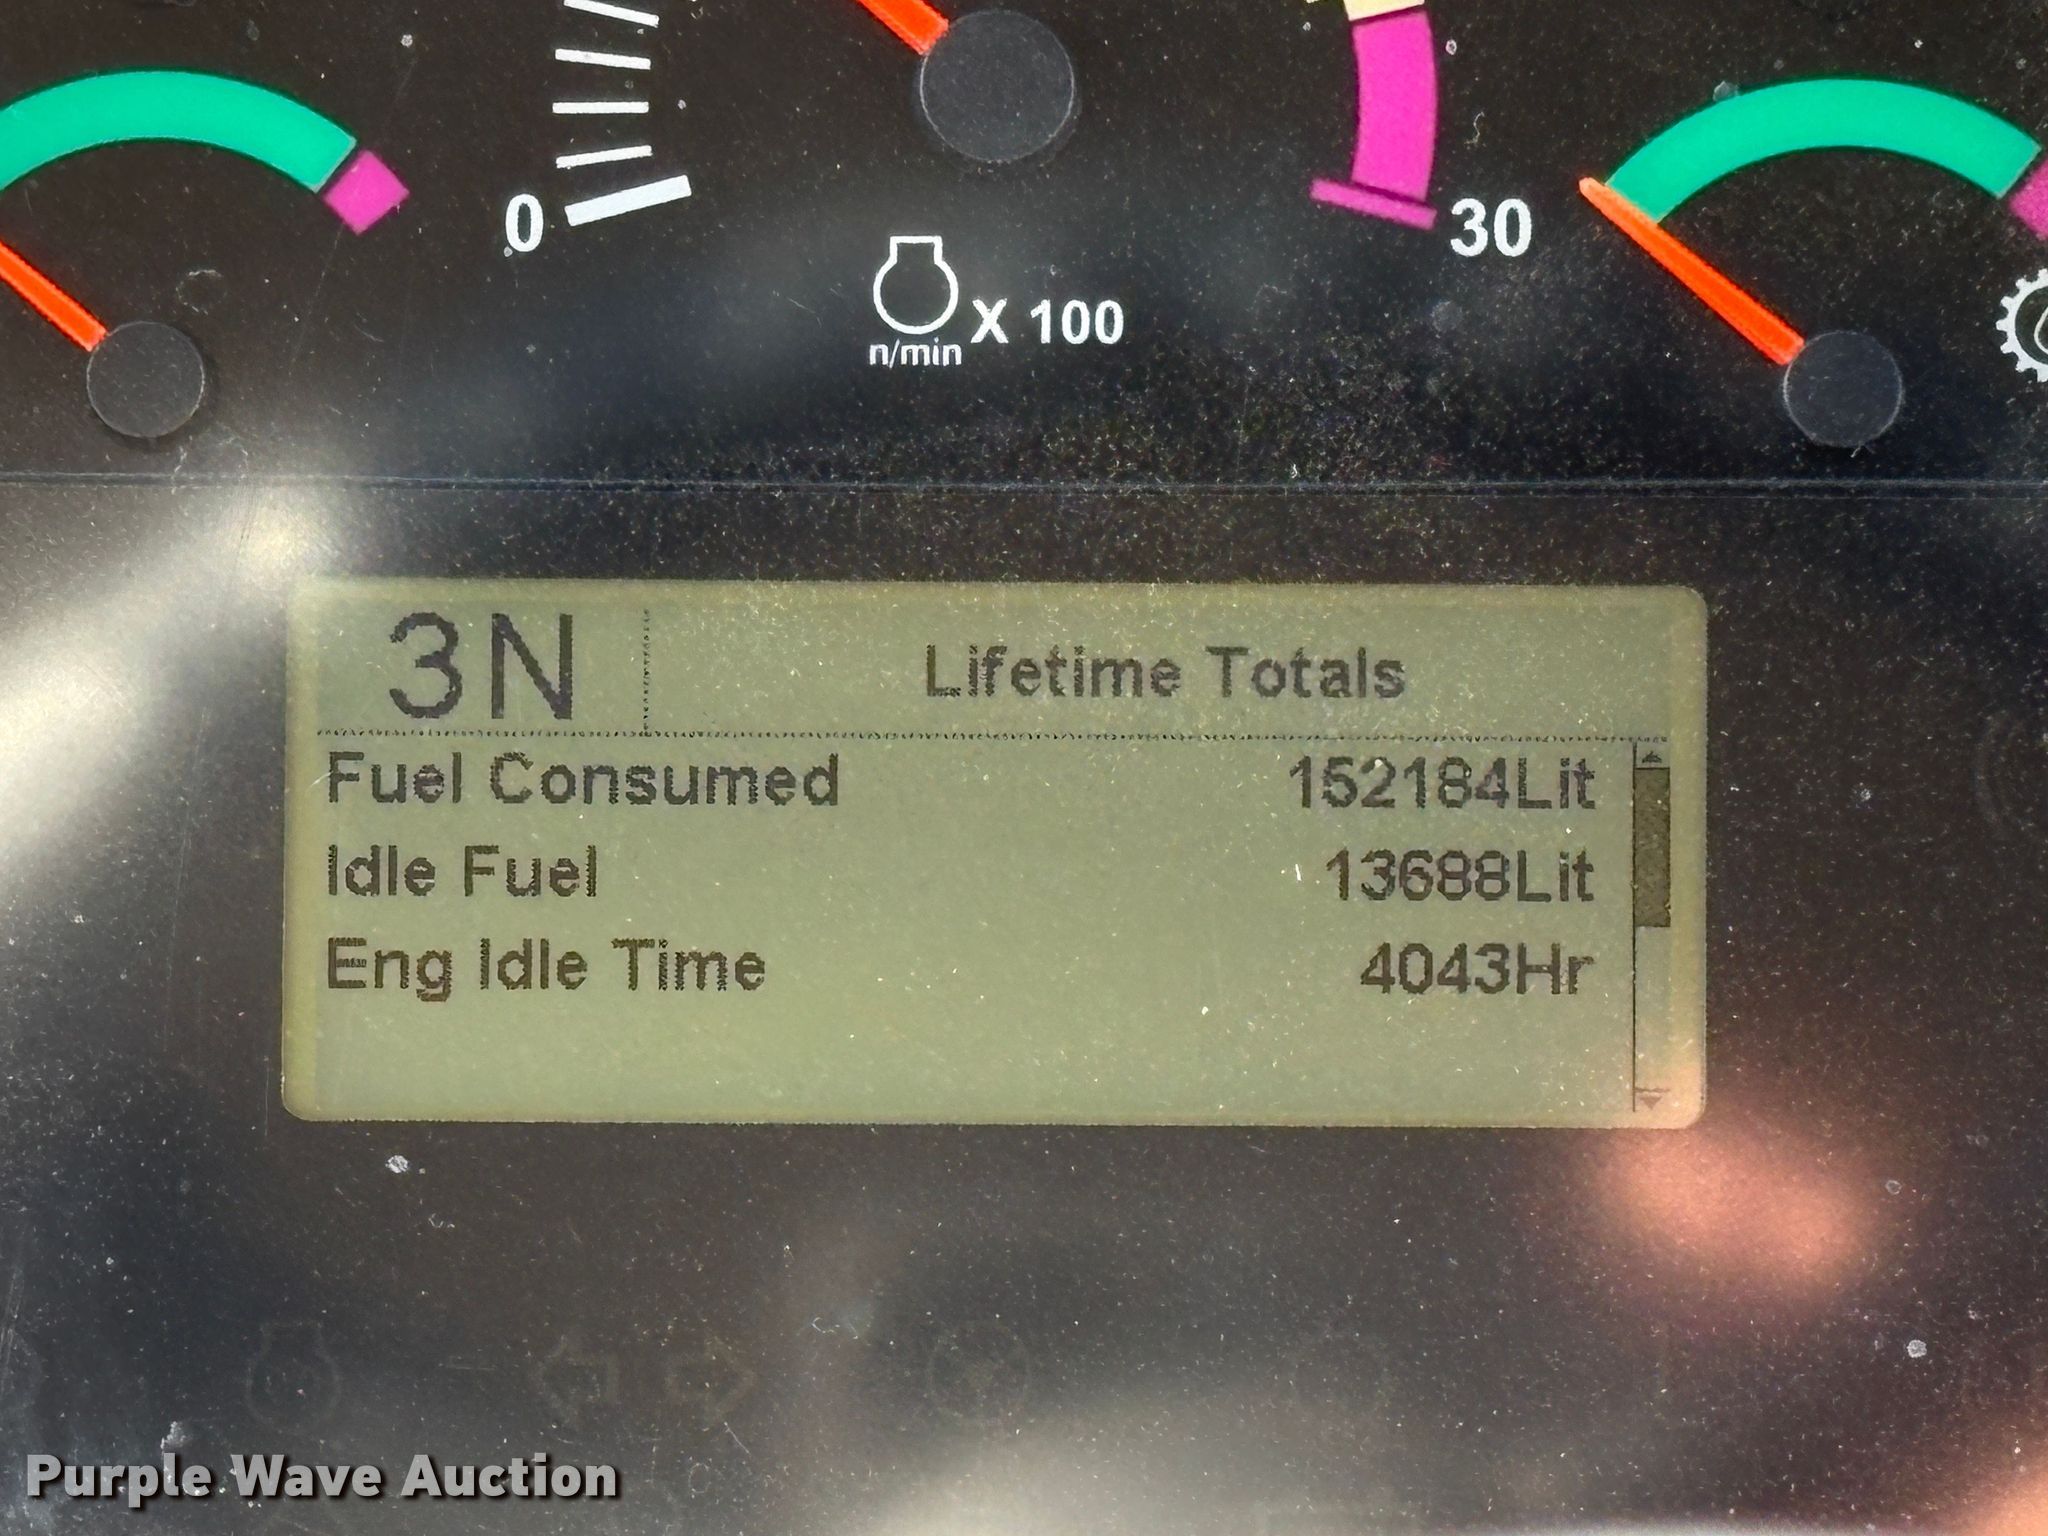 0
30
n/min X 100
3N Lifetime Totals
Fuel Consumed 152184Lit
Idle Fuel 13688Lit
Eng Idle Time 4043Hr
Purple Wave Auction